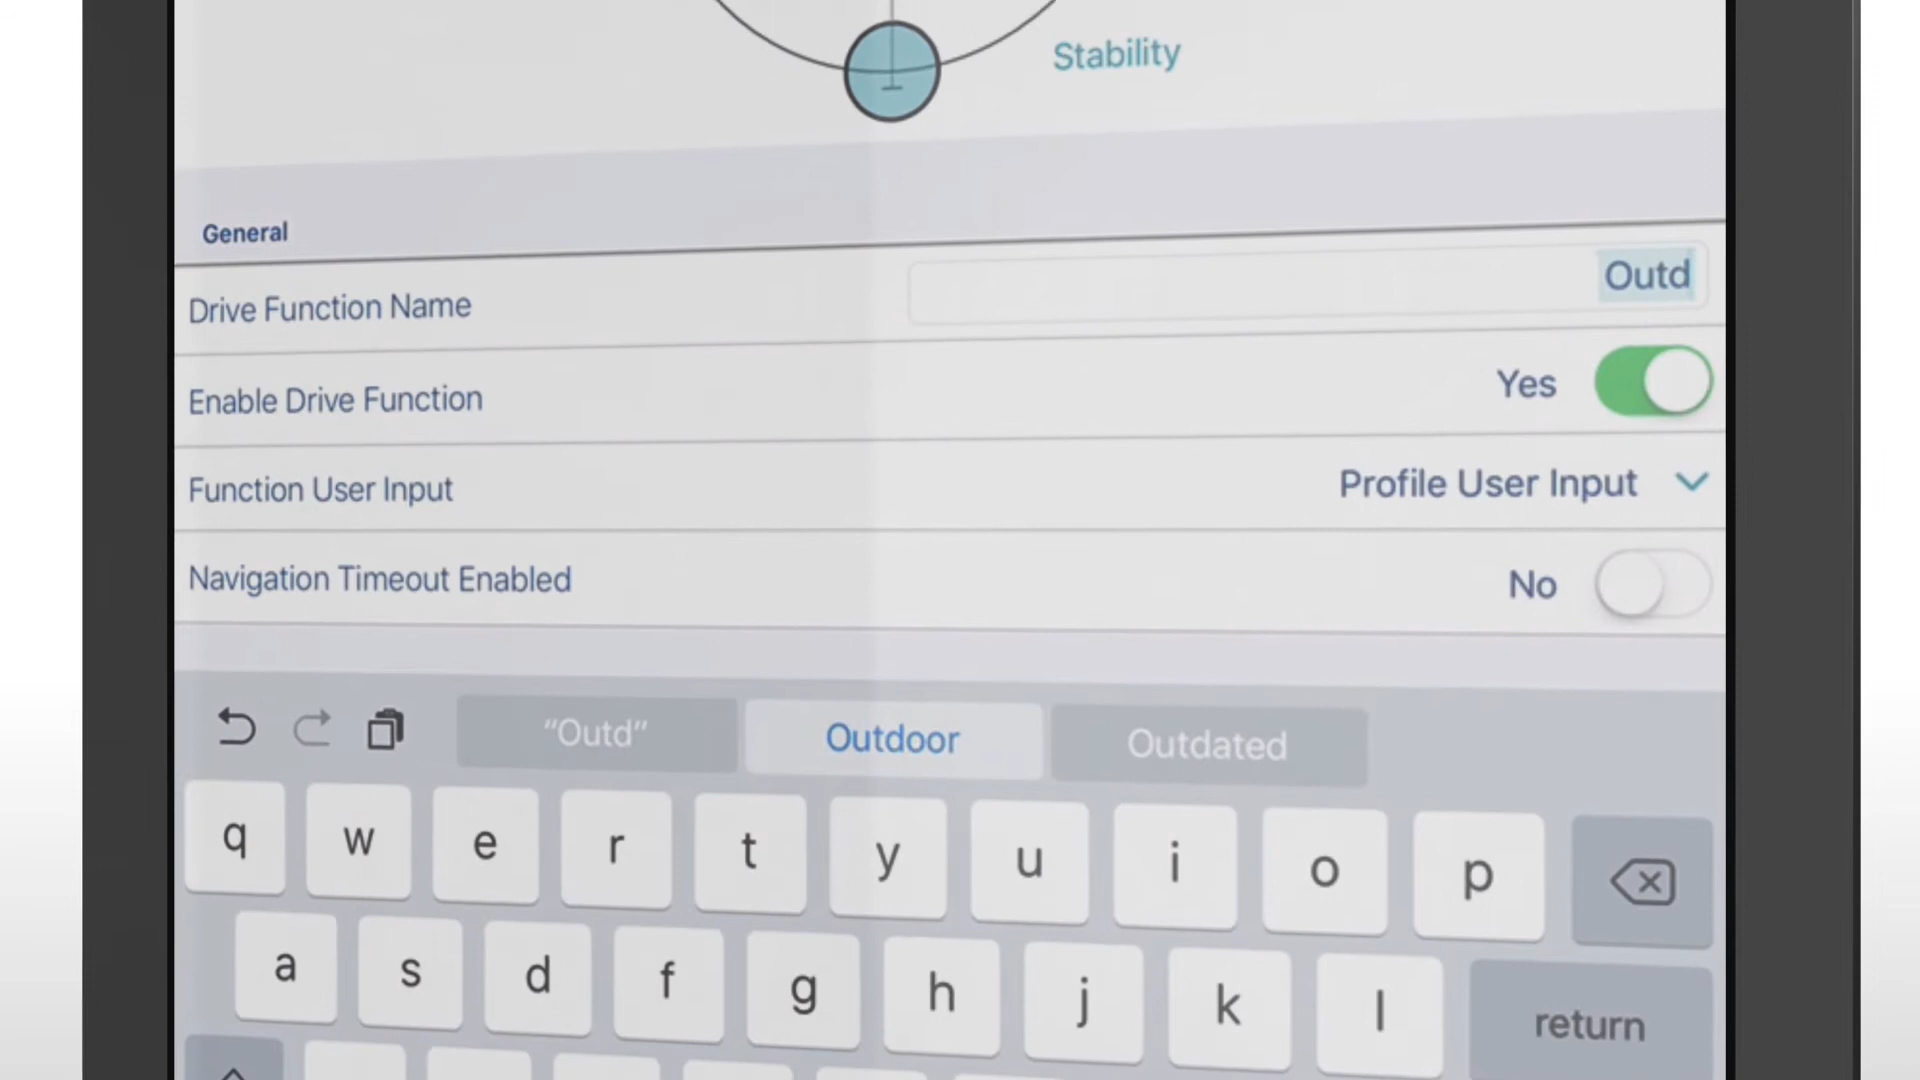 Stability
General
Drive Function Name Outd
Enable Drive Function Yes
Function User Input Profile User Input
Navigation Timeout Enabled No
“Outd” Outdoor Outdated
q w e r t y u i o p
a s d f g h j k l return